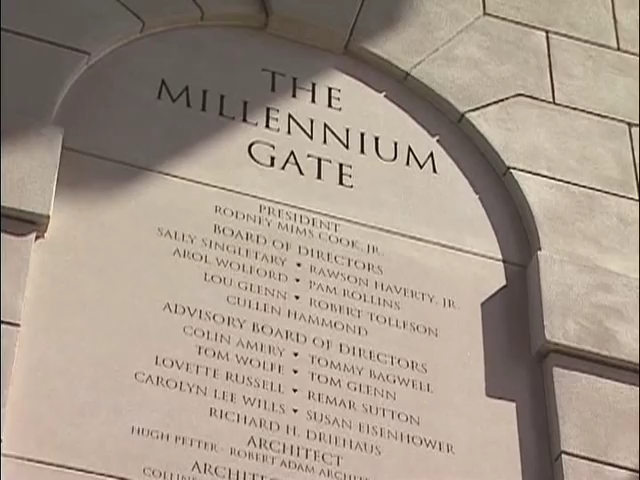 THE
MILLENNIUM
GATE
PRESIDENT
RODNEY MIMS COOK, JR.
BOARD OF DIRECTORS
SALLY SINGLETARY • RAWSON HAVERTY, JR.
AROL WOLFORD • PAM ROLLINS
LOU GLENN • ROBERT TOLLESON
CULLEN HAMMOND
ADVISORY BOARD OF DIRECTORS
COLIN AMERY • TOMMY BAGWELL
TOM WOLFE • TOM GLENN
LOVETTE RUSSELL • REMAR SUTTON
CAROLYN LEE WILLS • SUSAN EISENHOWER
RICHARD H. DRIEHAUS
ARCHITECT
HUGH PETTER - ROBERT ADAM